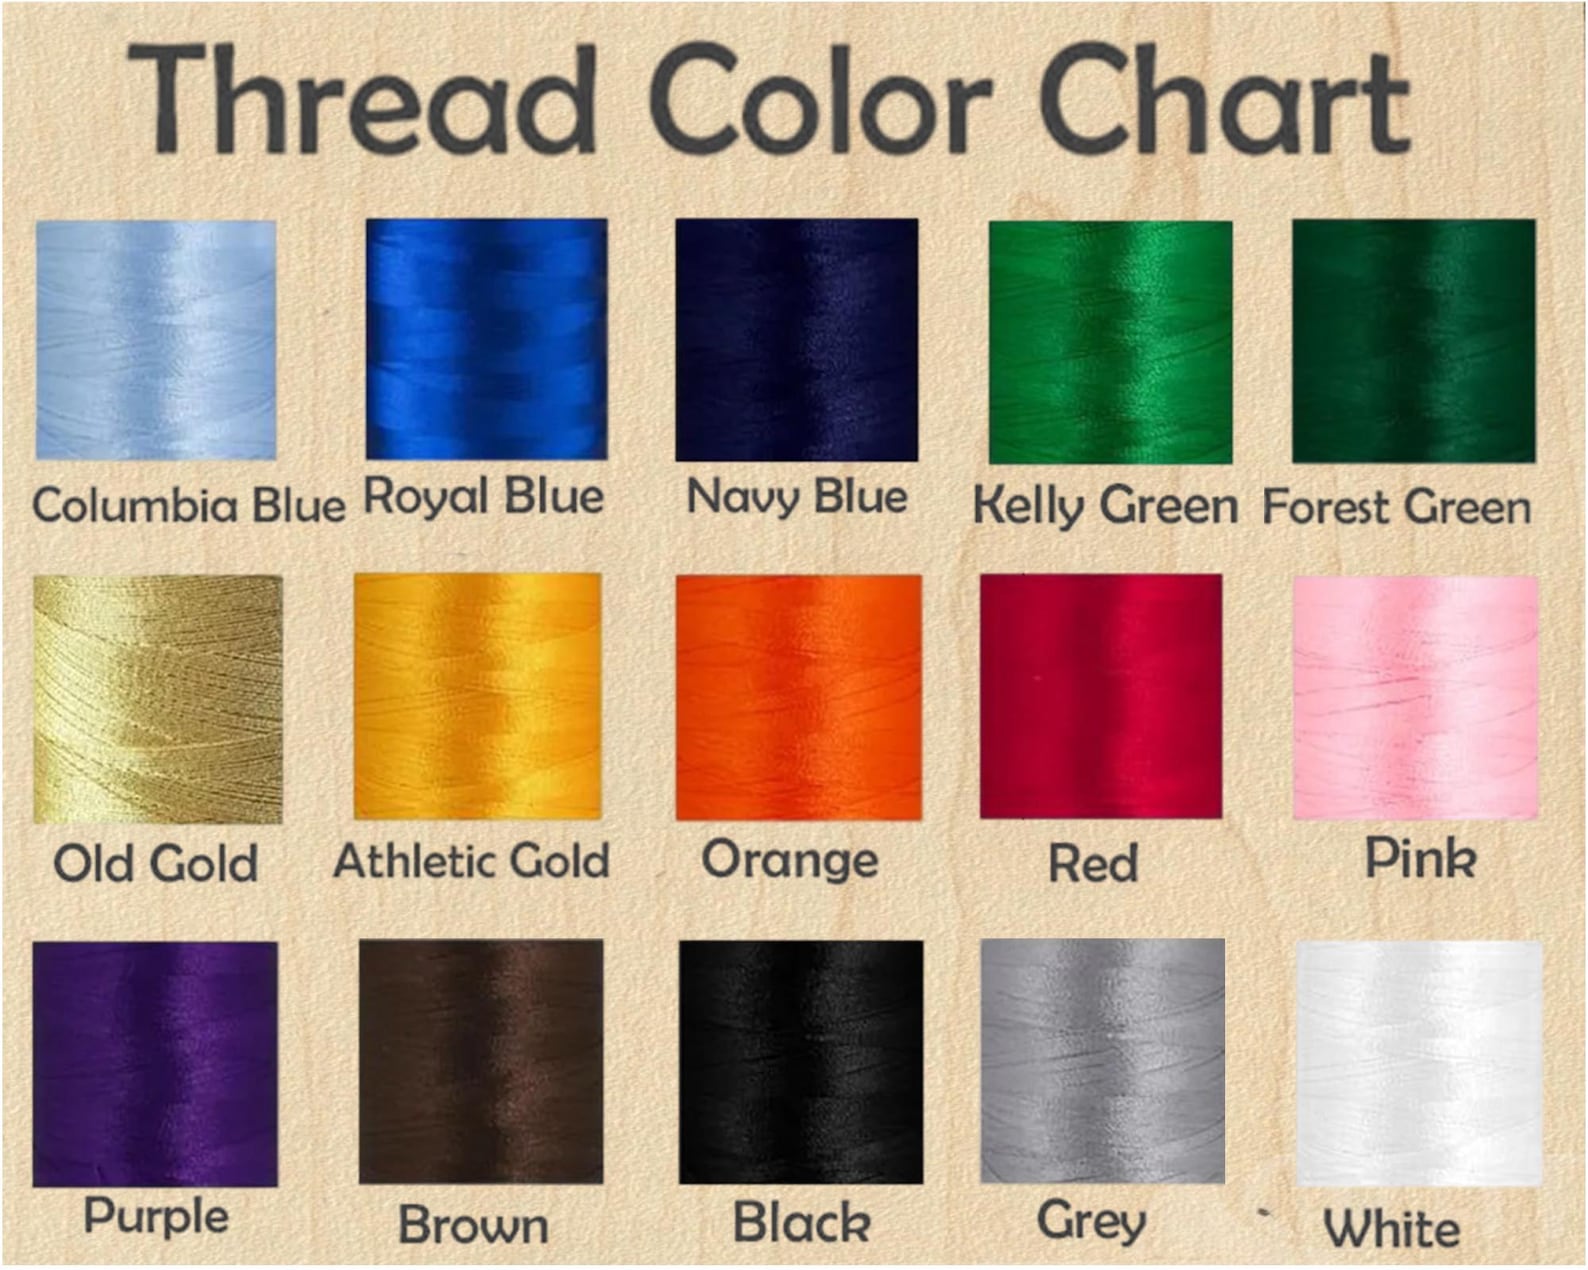 Thread Color Chart
Columbia Blue Royal Blue Navy Blue Kelly Green Forest Green
Old Gold Athletic Gold Orange Red Pink
Purple Brown Black Grey White